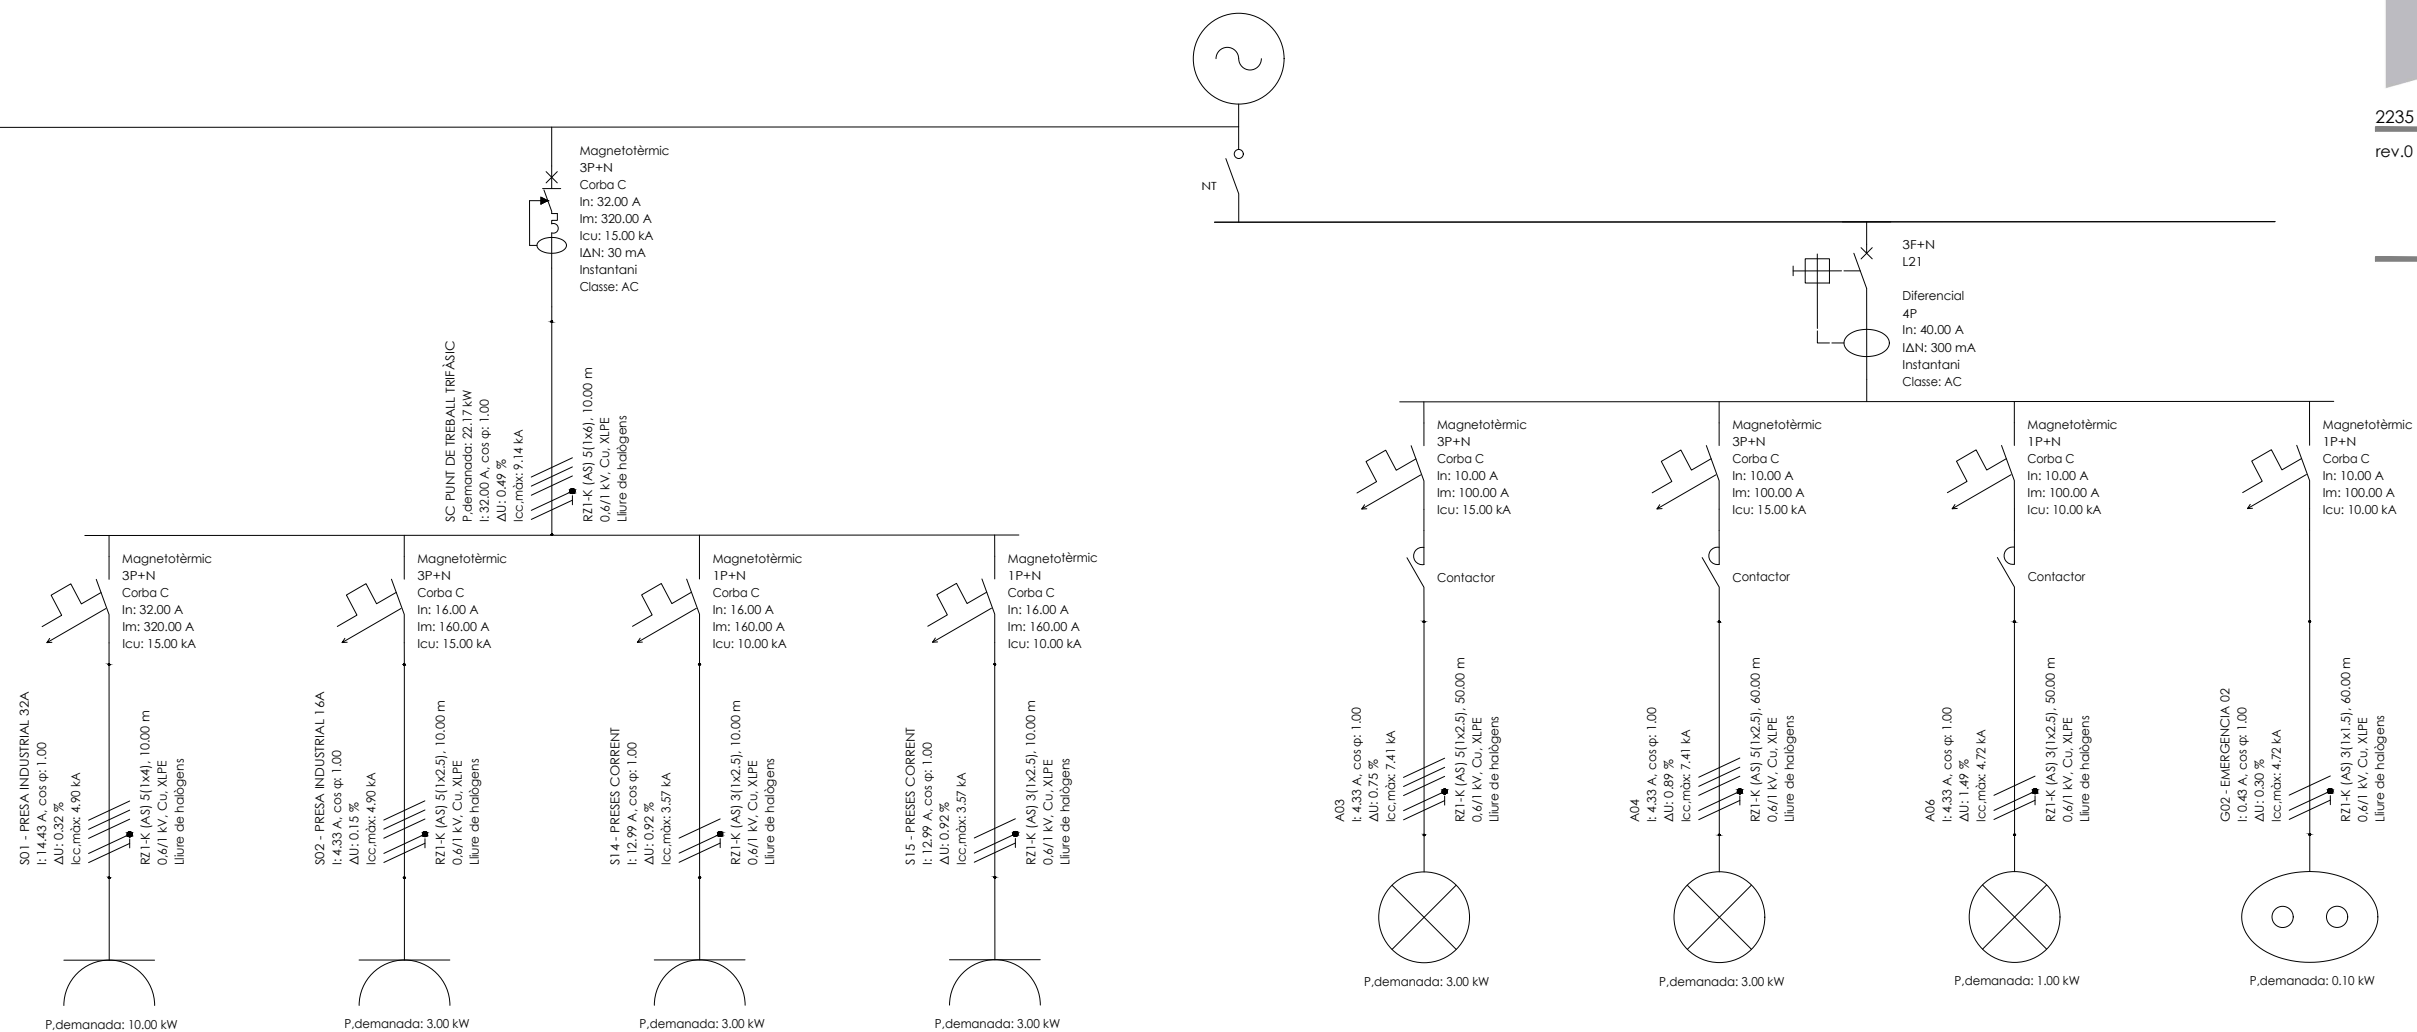 2235
rev.0
Magnetotèrmic
3P+N
Corba C
In: 32.00 A
Im: 320.00 A
Icu: 15.00 kA
IΔN: 30 mA
Instantani
Classe: AC
NT
3F+N
L21
Diferencial
4P
In: 40.00 A
IΔN: 300 mA
Instantani
Classe: AC
SC PUNT DE TREBALL TRIFÀSIC
P,demanada: 22.17 kW
I: 32.00 A, cos φ: 1.00
ΔU: 0.49 %
Icc,màx: 9.14 kA
RZ1-K (AS) 5(1x6), 10.00 m
0,6/1 kV, Cu, XLPE
Lliure de halògens
Magnetotèrmic
3P+N
Corba C
In: 32.00 A
Im: 320.00 A
Icu: 15.00 kA
S01 - PRESA INDUSTRIAL 32A
I: 14.43 A, cos φ: 1.00
ΔU: 0.32 %
Icc,màx: 4.90 kA
RZ1-K (AS) 5(1x4), 10.00 m
0,6/1 kV, Cu, XLPE
Lliure de halògens
P,demanada: 10.00 kW
Magnetotèrmic
3P+N
Corba C
In: 16.00 A
Im: 160.00 A
Icu: 15.00 kA
S02 - PRESA INDUSTRIAL 16A
I: 4.33 A, cos φ: 1.00
ΔU: 0.15 %
Icc,màx: 4.90 kA
RZ1-K (AS) 5(1x2.5), 10.00 m
0,6/1 kV, Cu, XLPE
Lliure de halògens
P,demanada: 3.00 kW
Magnetotèrmic
1P+N
Corba C
In: 16.00 A
Im: 160.00 A
Icu: 10.00 kA
S14 - PRESES CORRENT
I: 12.99 A, cos φ: 1.00
ΔU: 0.92 %
Icc,màx: 3.57 kA
RZ1-K (AS) 3(1x2.5), 10.00 m
0,6/1 kV, Cu, XLPE
Lliure de halògens
P,demanada: 3.00 kW
Magnetotèrmic
1P+N
Corba C
In: 16.00 A
Im: 160.00 A
Icu: 10.00 kA
S15 - PRESES CORRENT
I: 12.99 A, cos φ: 1.00
ΔU: 0.92 %
Icc,màx: 3.57 kA
RZ1-K (AS) 3(1x2.5), 10.00 m
0,6/1 kV, Cu, XLPE
Lliure de halògens
P,demanada: 3.00 kW
Magnetotèrmic
3P+N
Corba C
In: 10.00 A
Im: 100.00 A
Icu: 15.00 kA
Contactor
A03
I: 4.33 A, cos φ: 1.00
ΔU: 0.75 %
Icc,màx: 7.41 kA
RZ1-K (AS) 5(1x2.5), 50.00 m
0,6/1 kV, Cu, XLPE
Lliure de halògens
P,demanada: 3.00 kW
Magnetotèrmic
3P+N
Corba C
In: 10.00 A
Im: 100.00 A
Icu: 15.00 kA
Contactor
A04
I: 4.33 A, cos φ: 1.00
ΔU: 0.89 %
Icc,màx: 7.41 kA
RZ1-K (AS) 5(1x2.5), 60.00 m
0,6/1 kV, Cu, XLPE
Lliure de halògens
P,demanada: 3.00 kW
Magnetotèrmic
1P+N
Corba C
In: 10.00 A
Im: 100.00 A
Icu: 10.00 kA
Contactor
A06
I: 4.33 A, cos φ: 1.00
ΔU: 1.49 %
Icc,màx: 4.72 kA
RZ1-K (AS) 3(1x2.5), 50.00 m
0,6/1 kV, Cu, XLPE
Lliure de halògens
P,demanada: 1.00 kW
Magnetotèrmic
1P+N
Corba C
In: 10.00 A
Im: 100.00 A
Icu: 10.00 kA
G02 - EMERGENCIA 02
I: 0.43 A, cos φ: 1.00
ΔU: 0.30 %
Icc,màx: 4.72 kA
RZ1-K (AS) 3(1x1.5), 60.00 m
0,6/1 kV, Cu, XLPE
Lliure de halògens
P,demanada: 0.10 kW